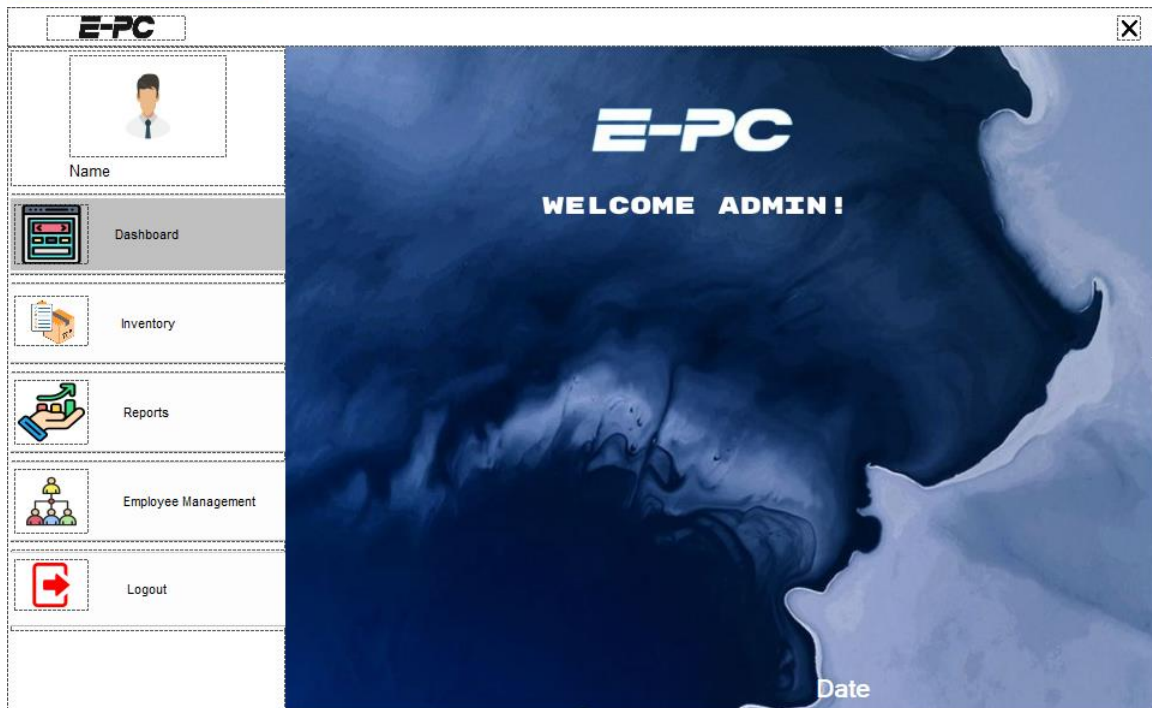 E-PC
Name
Dashboard
Inventory
Reports
Employee Management
Logout
E-PC
WELCOME ADMIN!
Date